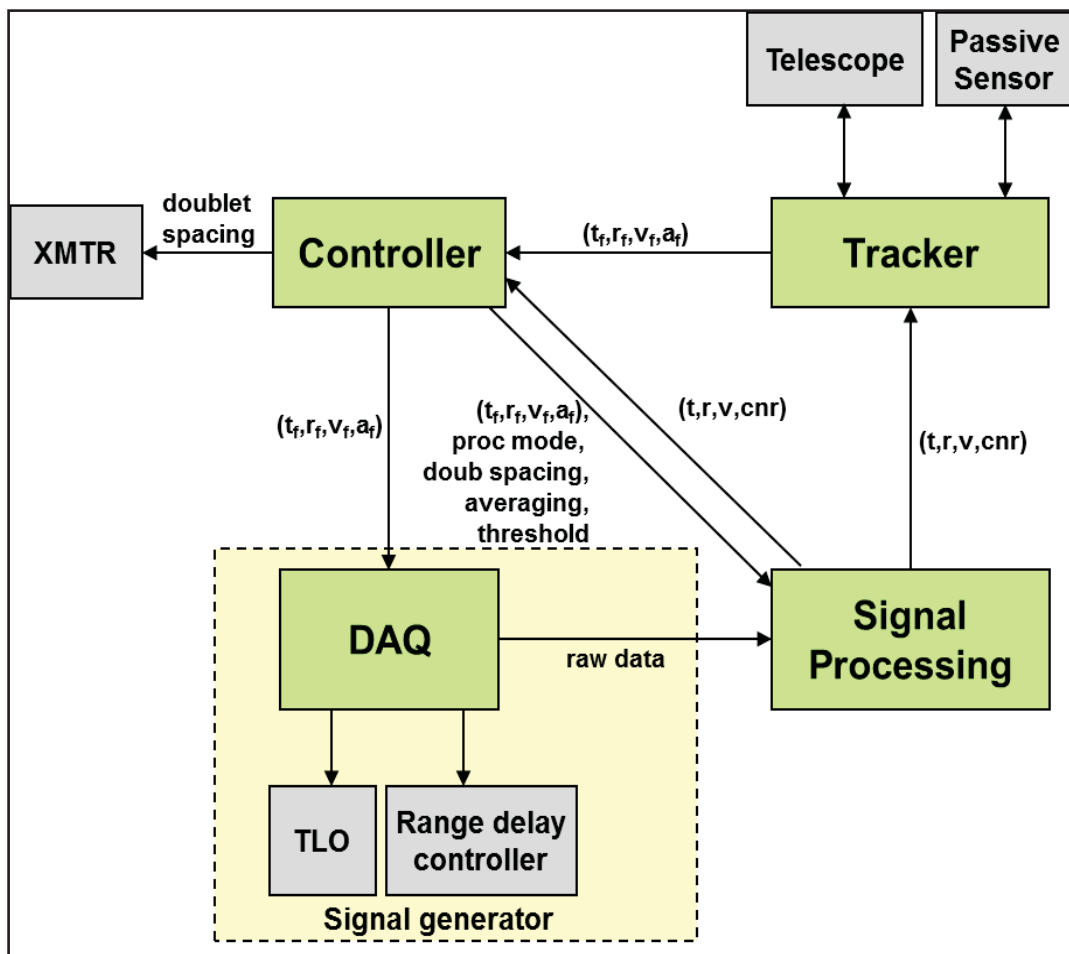 Telescope
Passive
Sensor
doublet
spacing
XMTR
Controller
(tf,rf,vf,af)
Tracker
(tf,rf,vf,af)
(tf,rf,vf,af),
proc mode,
doub spacing,
averaging,
threshold
(t,r,v,cnr)
(t,r,v,cnr)
DAQ
raw data
Signal
Processing
TLO
Range delay
controller
Signal generator